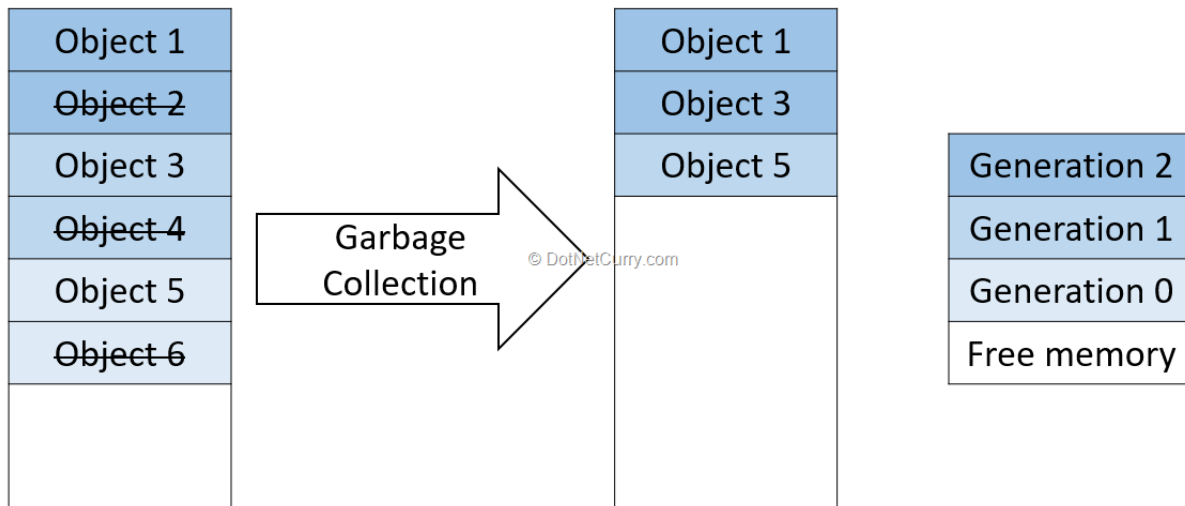 Object 1
Object 2
Object 3
Object 4
Object 5
Object 6
Garbage
Collection
© DotNetCurry.com
Object 1
Object 3
Object 5
Generation 2
Generation 1
Generation 0
Free memory